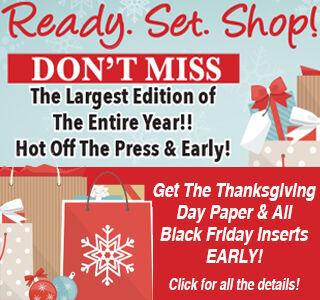 Ready. Set. Shop!
DON'T MISS
The Largest Edition of
The Entire Year!!
Hot Off The Press & Early!
Get The Thanksgiving
Day Paper & All
Black Friday Inserts
EARLY!
Click for all the details!